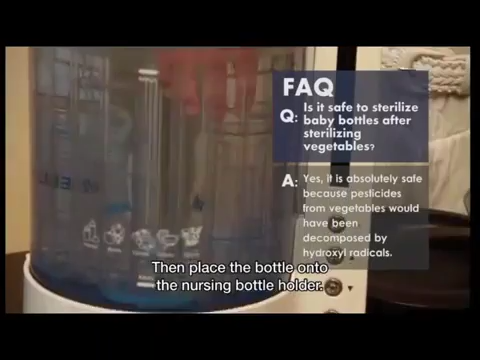 FAQ
Q: Is it safe to sterilize
baby bottles after
sterilizing
vegetables?
A: Yes, it is absolutely safe
because pesticides
from vegetables would
have been
decomposed by
hydroxyl radicals.
Then place the bottle onto
the nursing bottle holder.